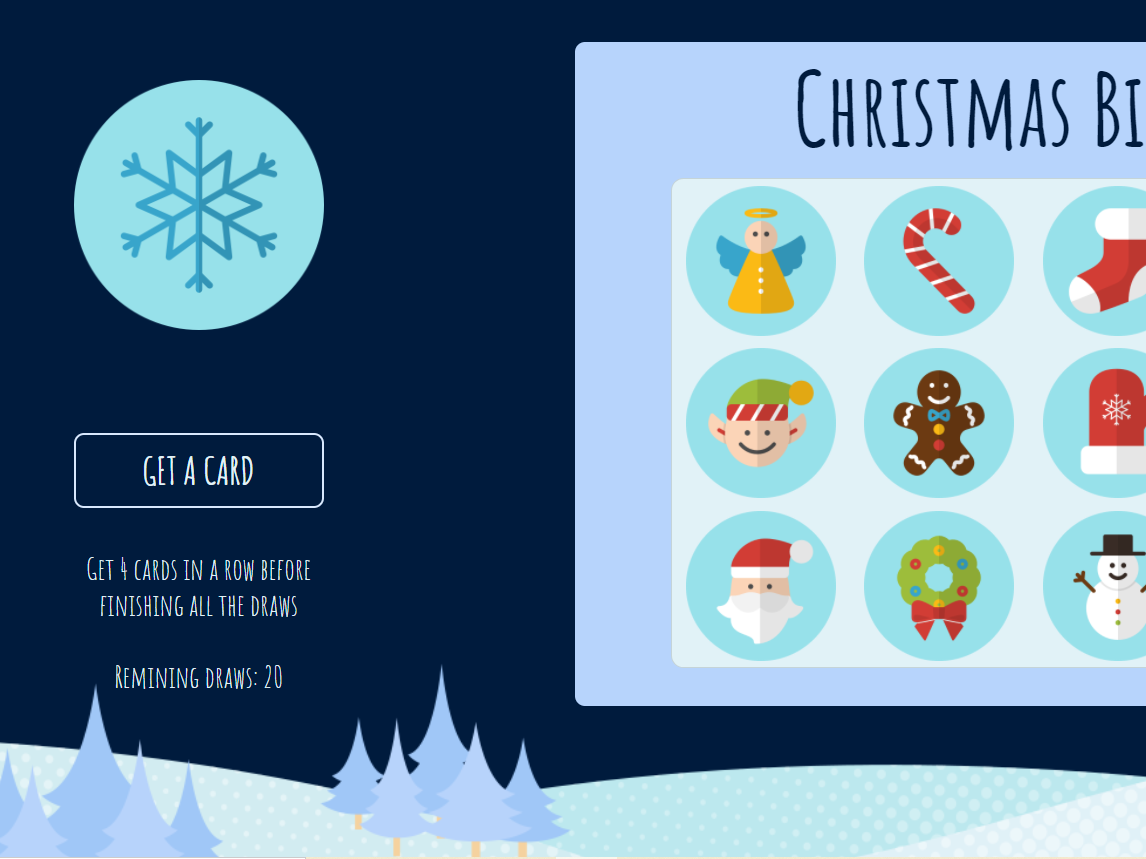 Christmas Bi
GET A CARD
Get 4 cards in a row before
finishing all the draws
Remining draws: 20